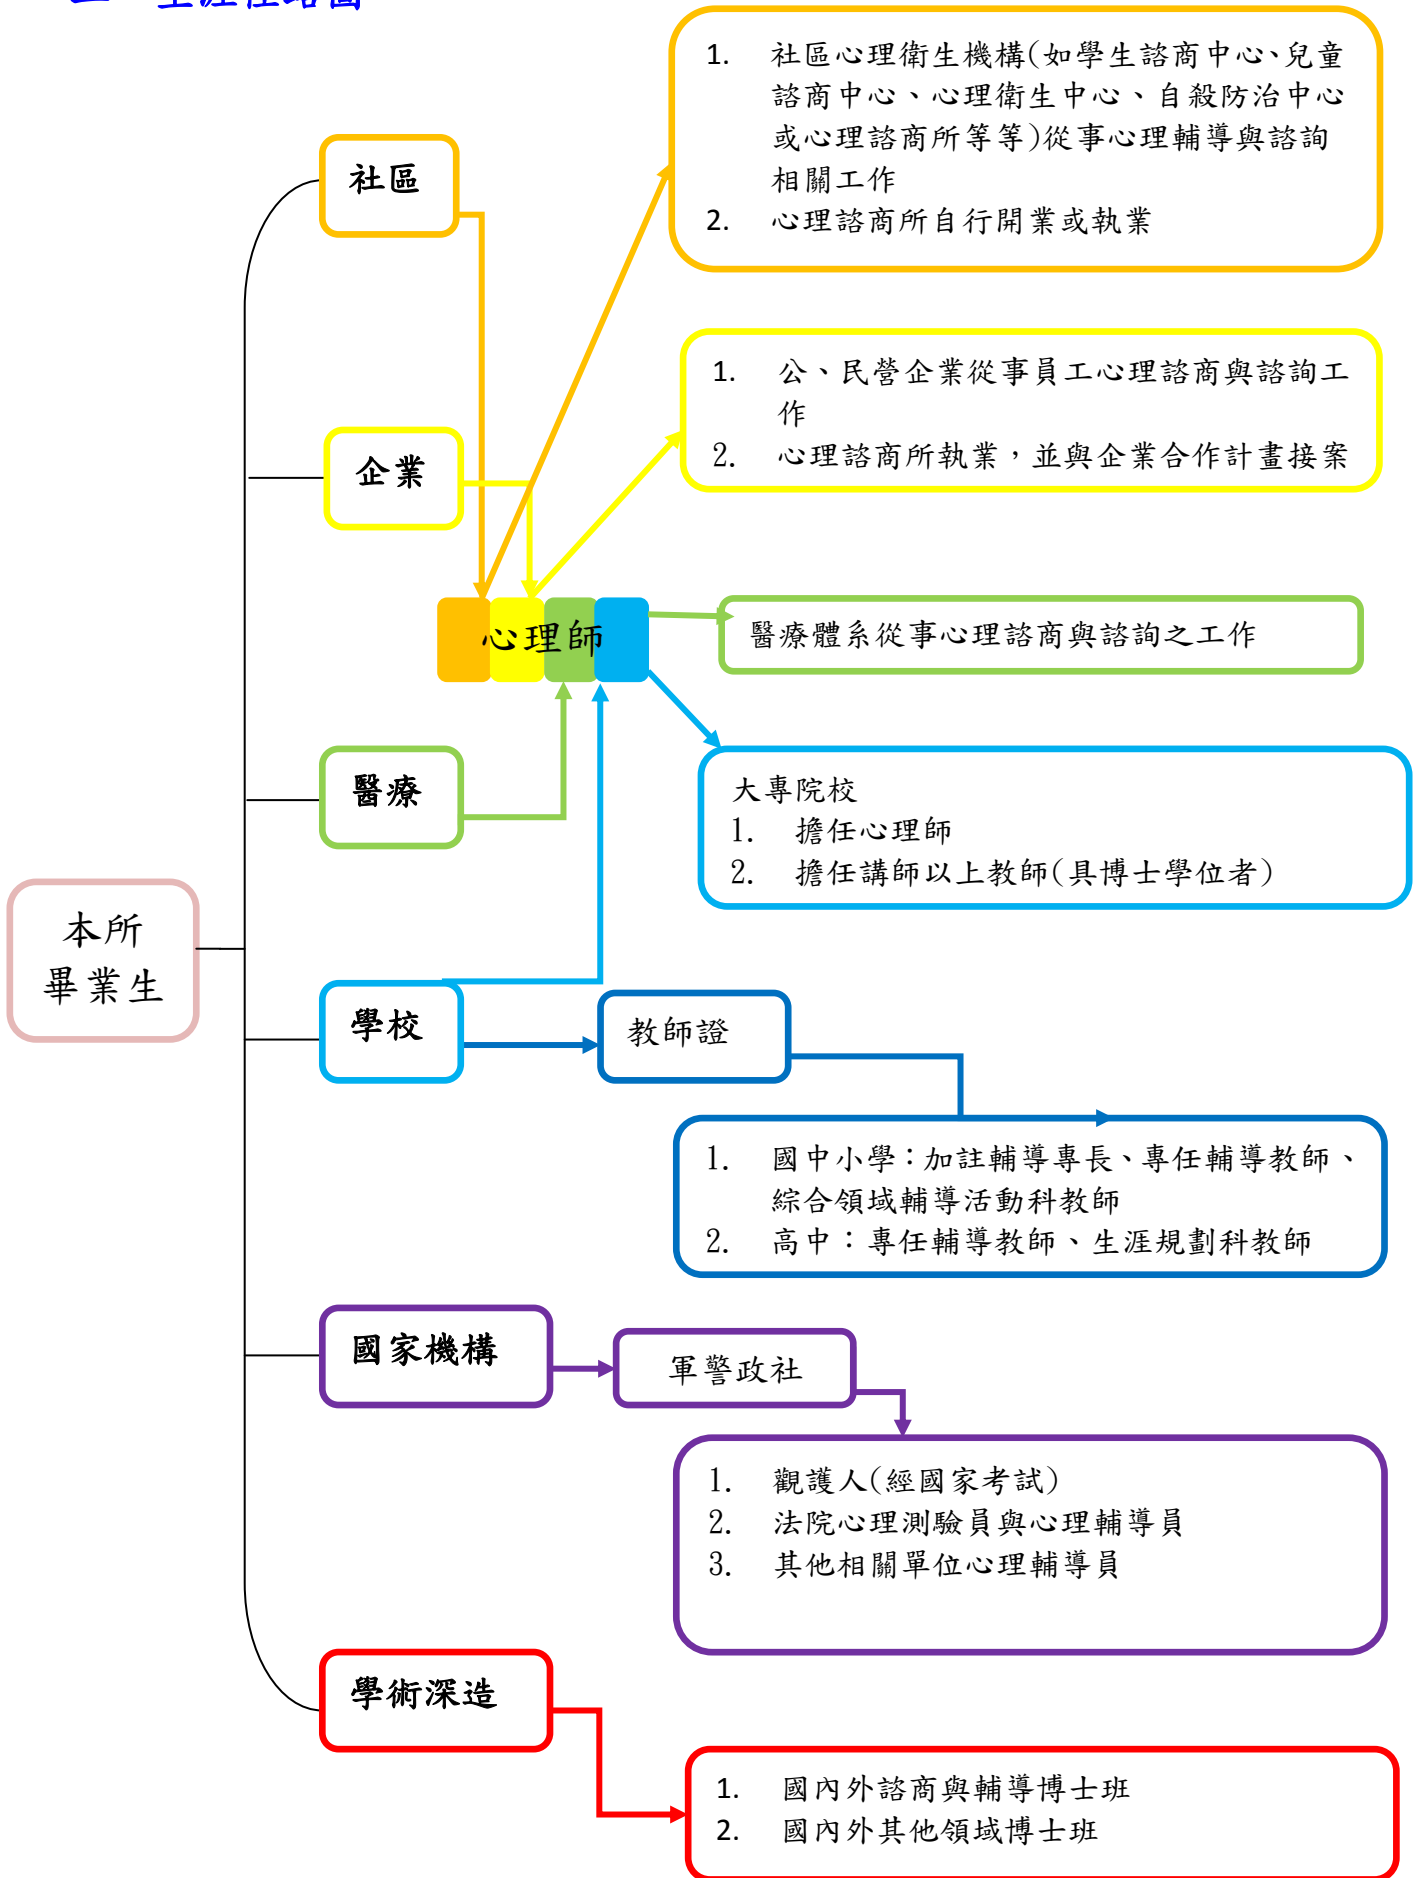 生涯徑路圖
1. 社區心理衛生機構(如學生諮商中心、兒童
諮商中心、心理衛生中心、自殺防治中心
或心理諮商所等等)從事心理輔導與諮詢
相關工作
2. 心理諮商所自行開業或執業
社區
1. 公、民營企業從事員工心理諮商與諮詢工
作
2. 心理諮商所執業，並與企業合作計畫接案
企業
心理師
醫療體系從事心理諮商與諮詢之工作
醫療
大專院校
1. 擔任心理師
2. 擔任講師以上教師(具博士學位者)
本所
畢業生
學校
教師證
1. 國中小學：加註輔導專長、專任輔導教師、
綜合領域輔導活動科教師
2. 高中：專任輔導教師、生涯規劃科教師
國家機構
軍警政社
1. 觀護人(經國家考試)
2. 法院心理測驗員與心理輔導員
3. 其他相關單位心理輔導員
學術深造
1. 國內外諮商與輔導博士班
2. 國內外其他領域博士班